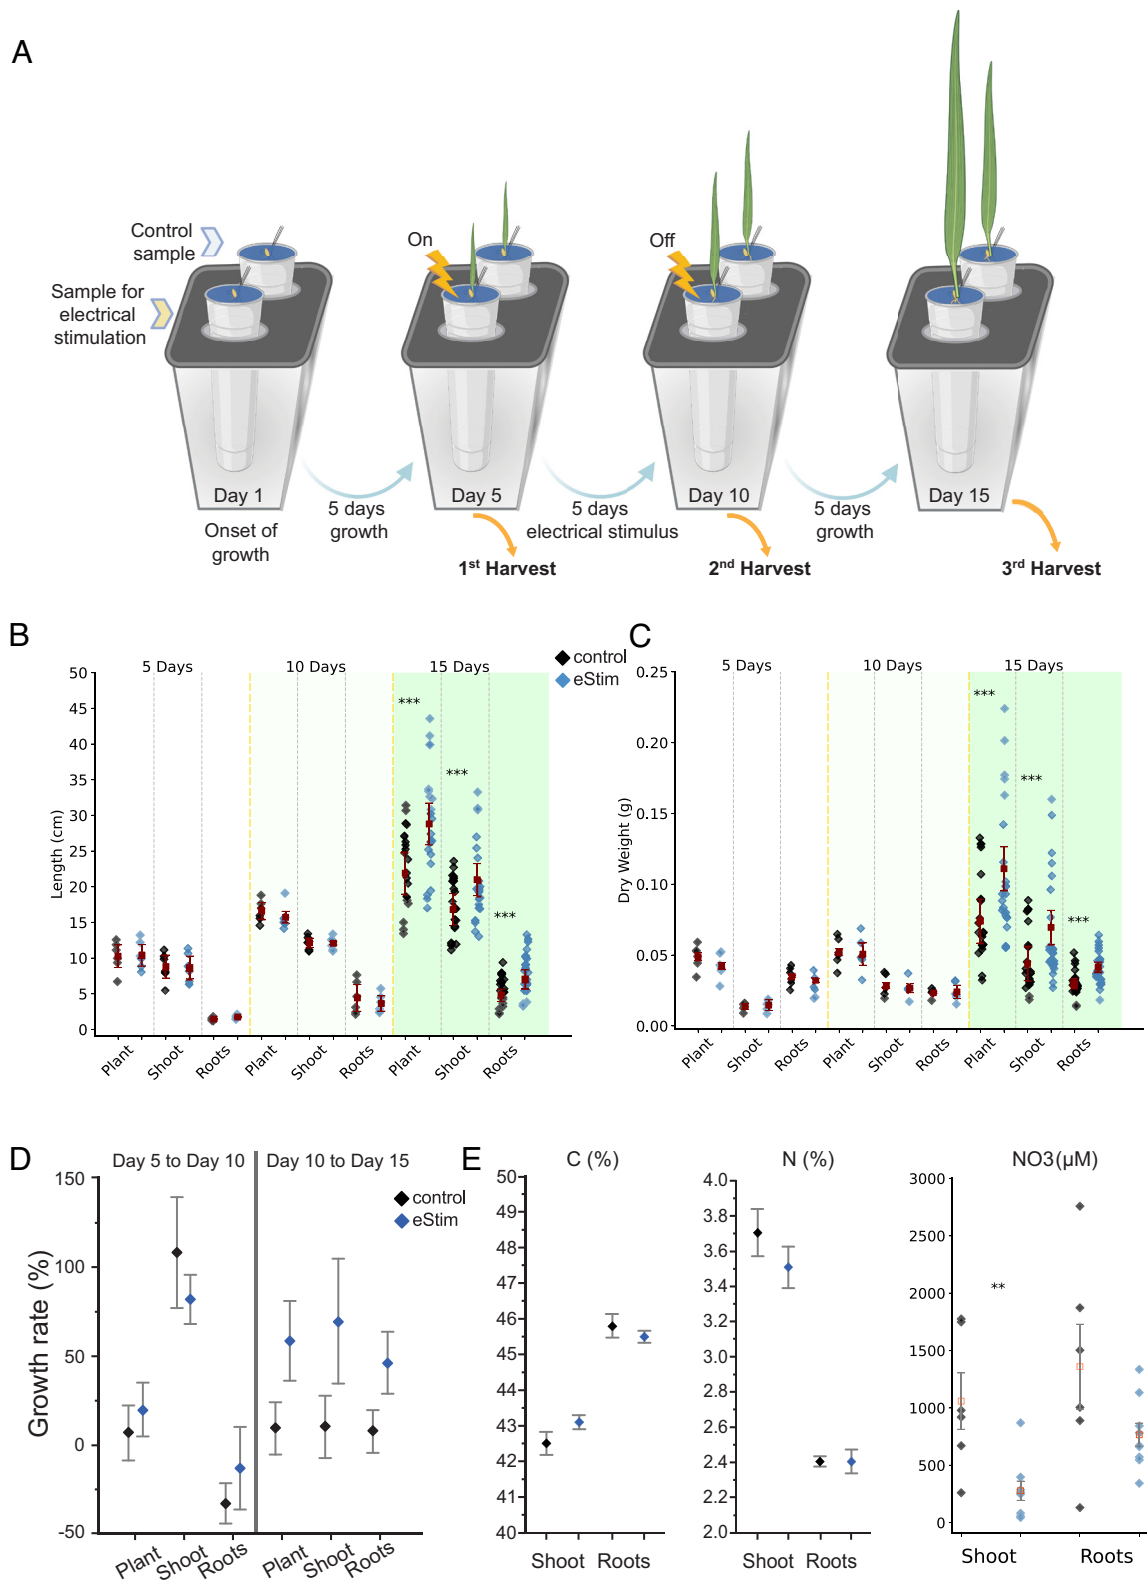 A
Control
sample
Sample for
electrical
stimulation
On
Off
Day 1
Day 5
Day 10
Day 15
Onset of
growth
5 days
growth
5 days
electrical stimulus
5 days
growth
1st Harvest
2nd Harvest
3rd Harvest
B
5 Days
10 Days
15 Days
control
eStim
Length (cm)
50
45
40
35
30
25
20
15
10
5
0
***
***
***
Plant
Shoot
Roots
Plant
Shoot
Roots
Plant
Shoot
Roots
C
5 Days
10 Days
15 Days
Dry Weight (g)
0.25
0.20
0.15
0.10
0.05
0.00
***
***
***
Plant
Shoot
Roots
Plant
Shoot
Roots
Plant
Shoot
Roots
D
Day 5 to Day 10
Day 10 to Day 15
control
eStim
Growth rate (%)
150
100
50
0
-50
Plant
Shoot
Roots
Plant
Shoot
Roots
E
C (%)
50
49
48
47
46
45
44
43
42
41
40
Shoot Roots
N (%)
4.0
3.8
3.6
3.4
3.2
3.0
2.8
2.6
2.4
2.2
2.0
Shoot Roots
NO3(µM)
3000
2500
2000
1500
1000
500
0
**
Shoot
Roots